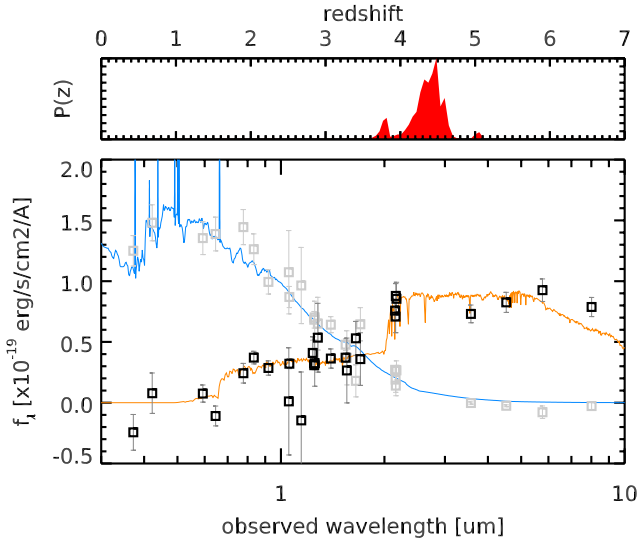 redshift
0 1 2 3 4 5 6 7
P(z)
2.0
1.5
1.0
0.5
0.0
-0.5
f_λ [x10^-19 erg/s/cm2/A]
1 10
observed wavelength [um]